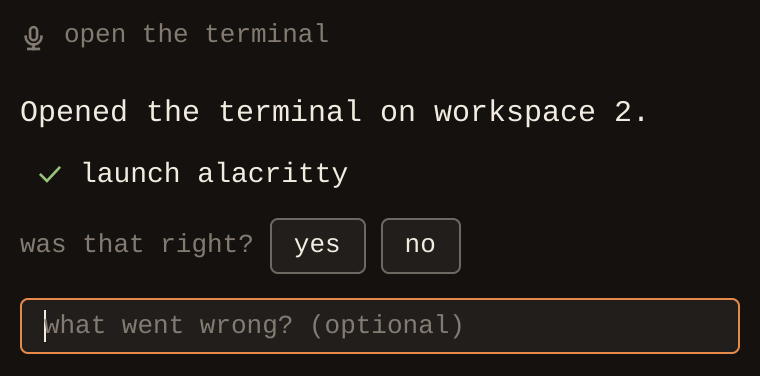 open the terminal
Opened the terminal on workspace 2.
launch alacritty
was that right? yes no
what went wrong? (optional)